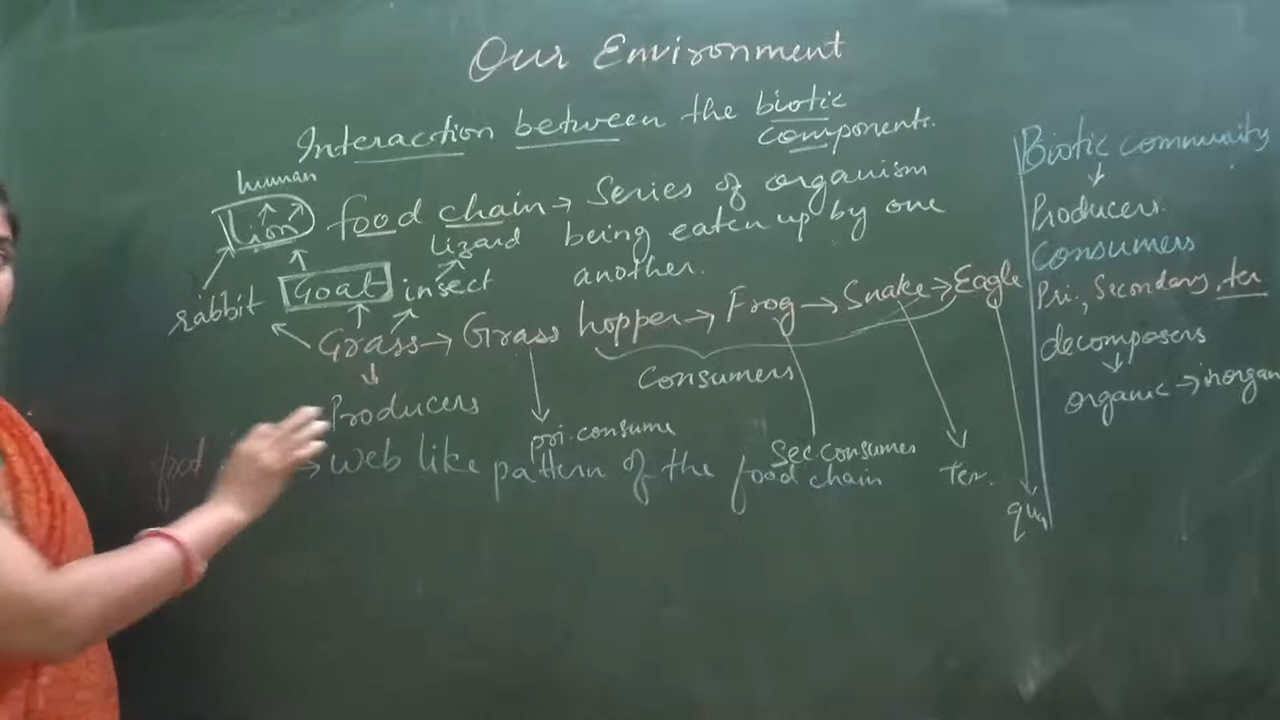 Our Environment
Interaction between the biotic
components.
human
Lion food chain → Series of organism
lizard being eaten up by one
rabbit Goat insect another.
Grass → Grass hopper → Frog → Snake → Eagle
Consumers
Producers
pri. consume
Sec. consumer
Ter.
→ web like pattern of the food chain
Biotic community
Producers.
Consumers
Pri., Secondary, ter
decomposers
organic → inorgan